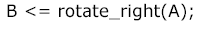 B <= rotate_right(A);